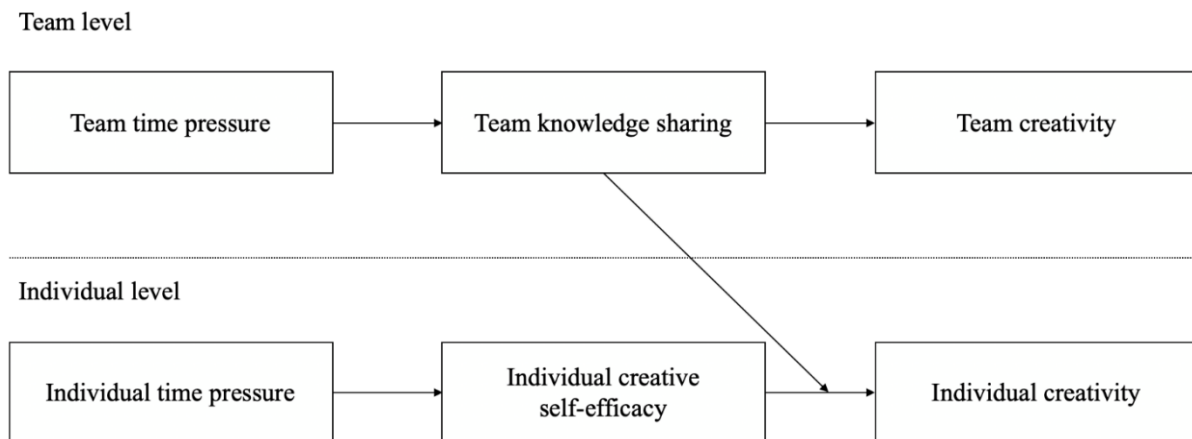 Team level
Team time pressure
Team knowledge sharing
Team creativity
Individual level
Individual time pressure
Individual creative
self-efficacy
Individual creativity